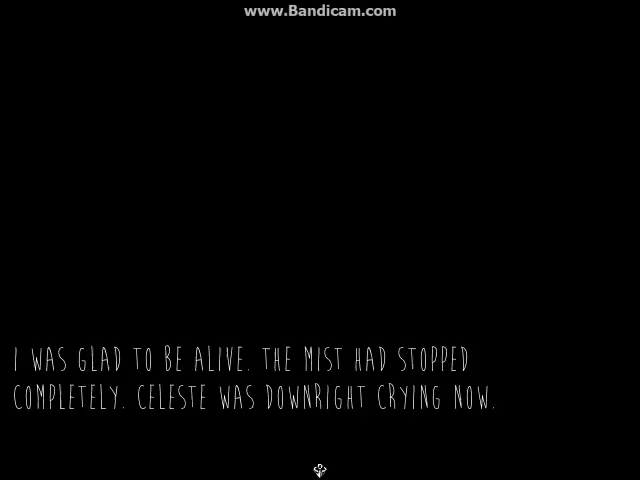 www.Bandicam.com
I WAS GLAD TO BE ALIVE. THE MIST HAD STOPPED
COMPLETELY. CELESTE WAS DOWNRIGHT CRYING NOW.